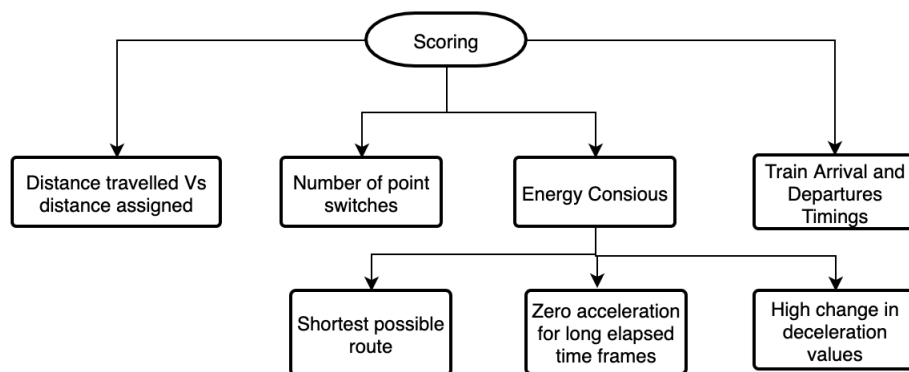 Scoring
Distance travelled Vs
distance assigned
Number of point
switches
Energy Consious
Train Arrival and
Departures
Timings
Shortest possible
route
Zero acceleration
for long elapsed
time frames
High change in
deceleration
values